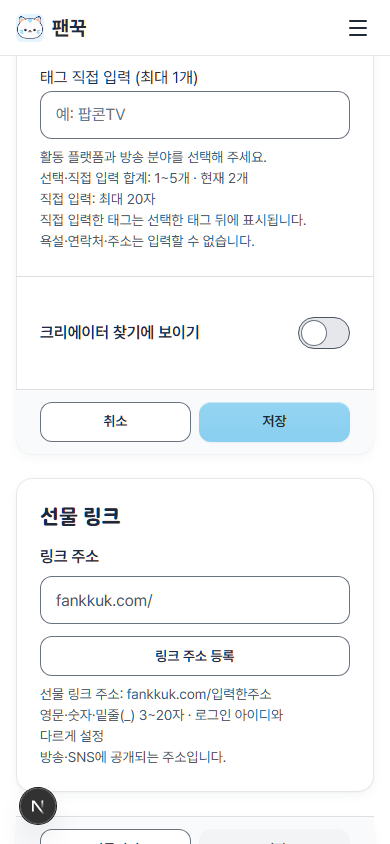 팬꾹
태그 직접 입력 (최대 1개)
예: 팝콘TV
활동 플랫폼과 방송 분야를 선택해 주세요.
선택·직접 입력 합계: 1~5개 · 현재 2개
직접 입력: 최대 20자
직접 입력한 태그는 선택한 태그 뒤에 표시됩니다.
욕설·연락처·주소는 입력할 수 없습니다.
크리에이터 찾기에 보이기
취소
저장
선물 링크
링크 주소
fankkuk.com/
링크 주소 등록
선물 링크 주소: fankkuk.com/입력한주소
영문·숫자·밑줄(_) 3~20자 · 로그인 아이디와
다르게 설정
방송·SNS에 공개되는 주소입니다.
N